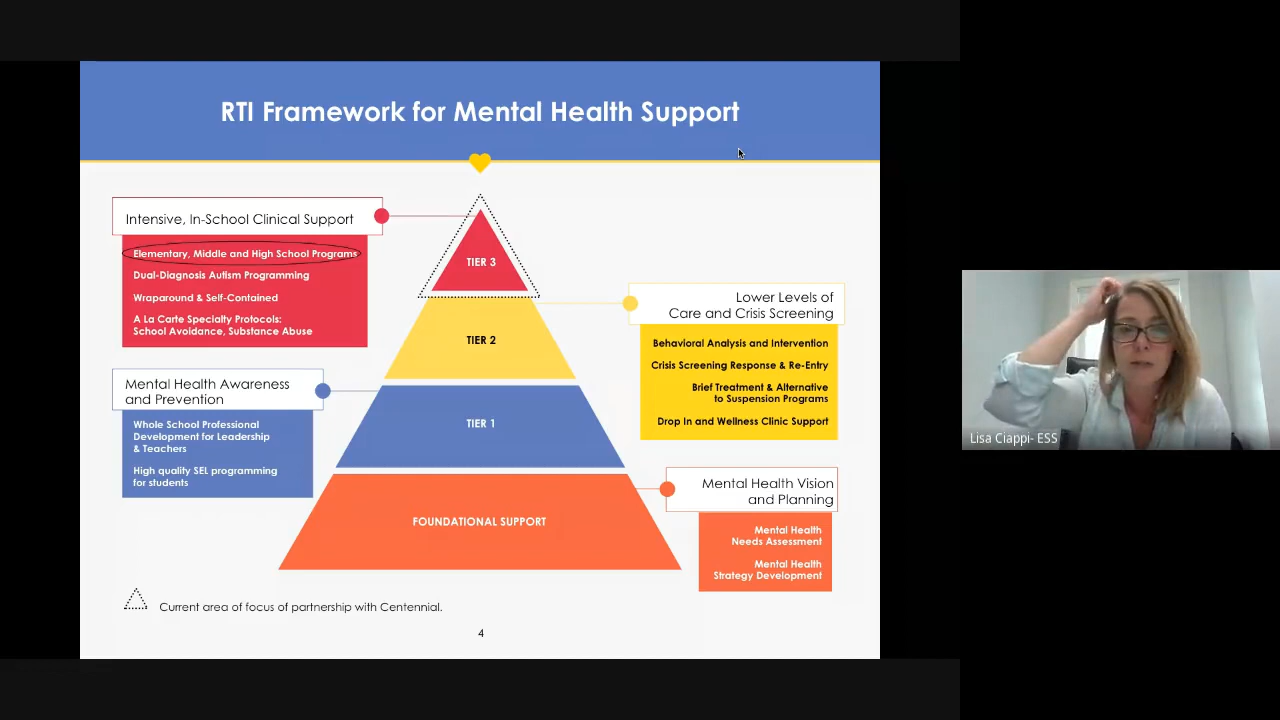 RTI Framework for Mental Health Support
Intensive, In-School Clinical Support
Elementary, Middle and High School Programs
Dual-Diagnosis Autism Programming
Wraparound & Self-Contained
A La Carte Specialty Protocols:
School Avoidance, Substance Abuse
TIER 3
Lower Levels of
Care and Crisis Screening
Behavioral Analysis and Intervention
Crisis Screening Response & Re-Entry
Brief Treatment & Alternative
to Suspension Programs
Drop In and Wellness Clinic Support
TIER 2
Mental Health Awareness
and Prevention
Whole School Professional
Development for Leadership
& Teachers
High quality SEL programming
for students
TIER 1
Mental Health Vision
and Planning
Mental Health
Needs Assessment
Mental Health
Strategy Development
FOUNDATIONAL SUPPORT
Current area of focus of partnership with Centennial.
4
Lisa Ciappi- ESS